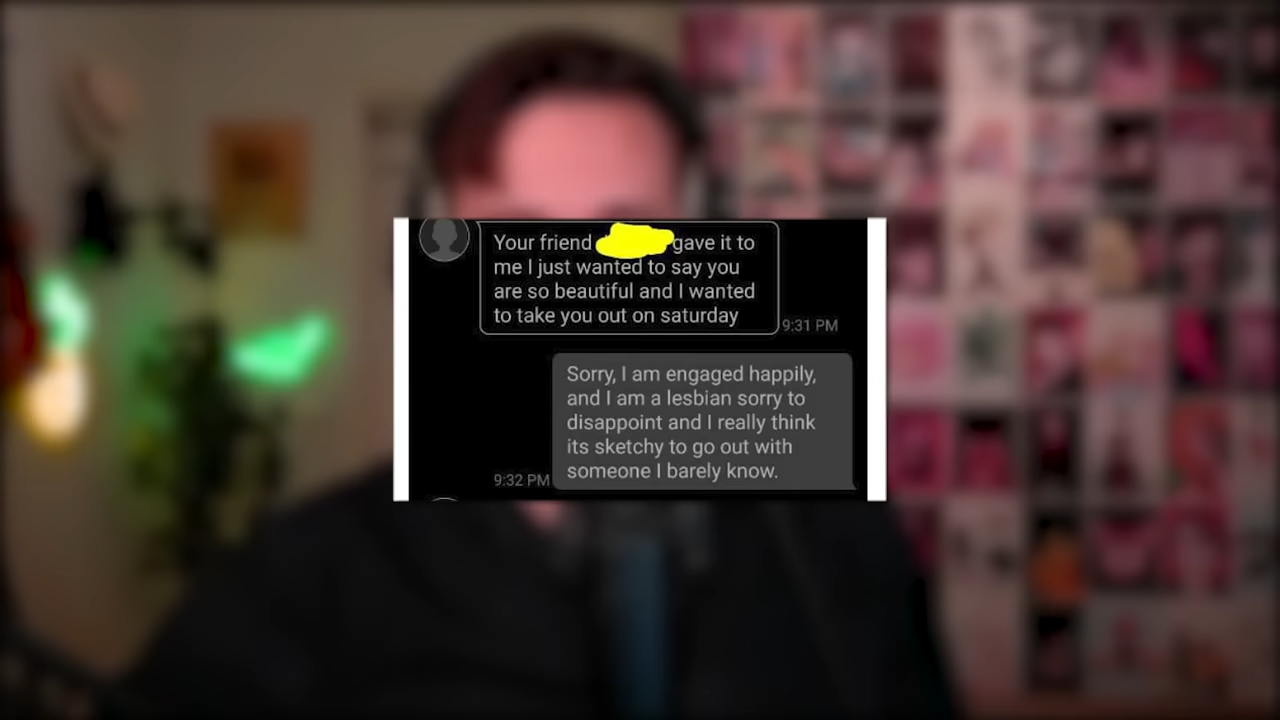 Your friend gave it to
me I just wanted to say you
are so beautiful and I wanted
to take you out on saturday
9:31 PM
Sorry, I am engaged happily,
and I am a lesbian sorry to
disappoint and I really think
its sketchy to go out with
someone I barely know.
9:32 PM